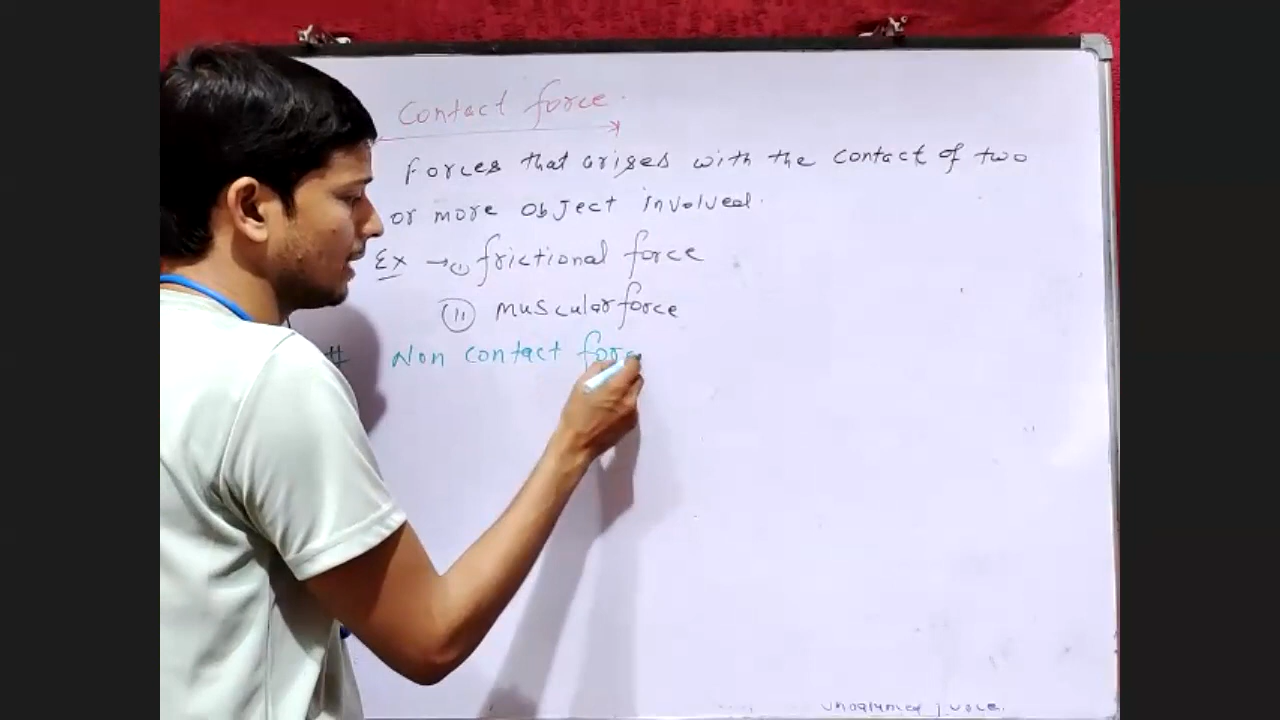 Contact force.
Forces that arises with the contact of two
or more object involved.
Ex → (i) frictional force
(ii) muscular force
# Non contact forc